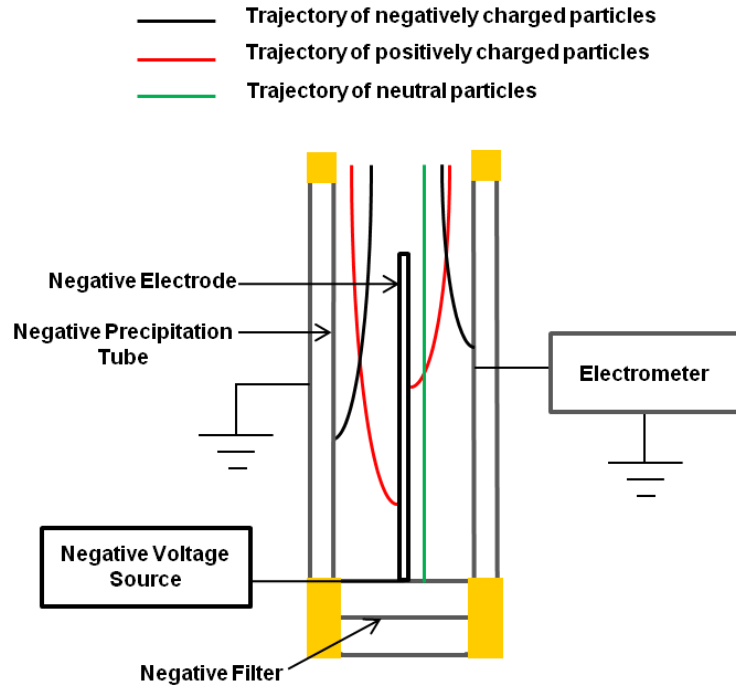 Trajectory of negatively charged particles
Trajectory of positively charged particles
Trajectory of neutral particles
Negative Electrode
Negative Precipitation
Tube
Electrometer
Negative Voltage
Source
Negative Filter